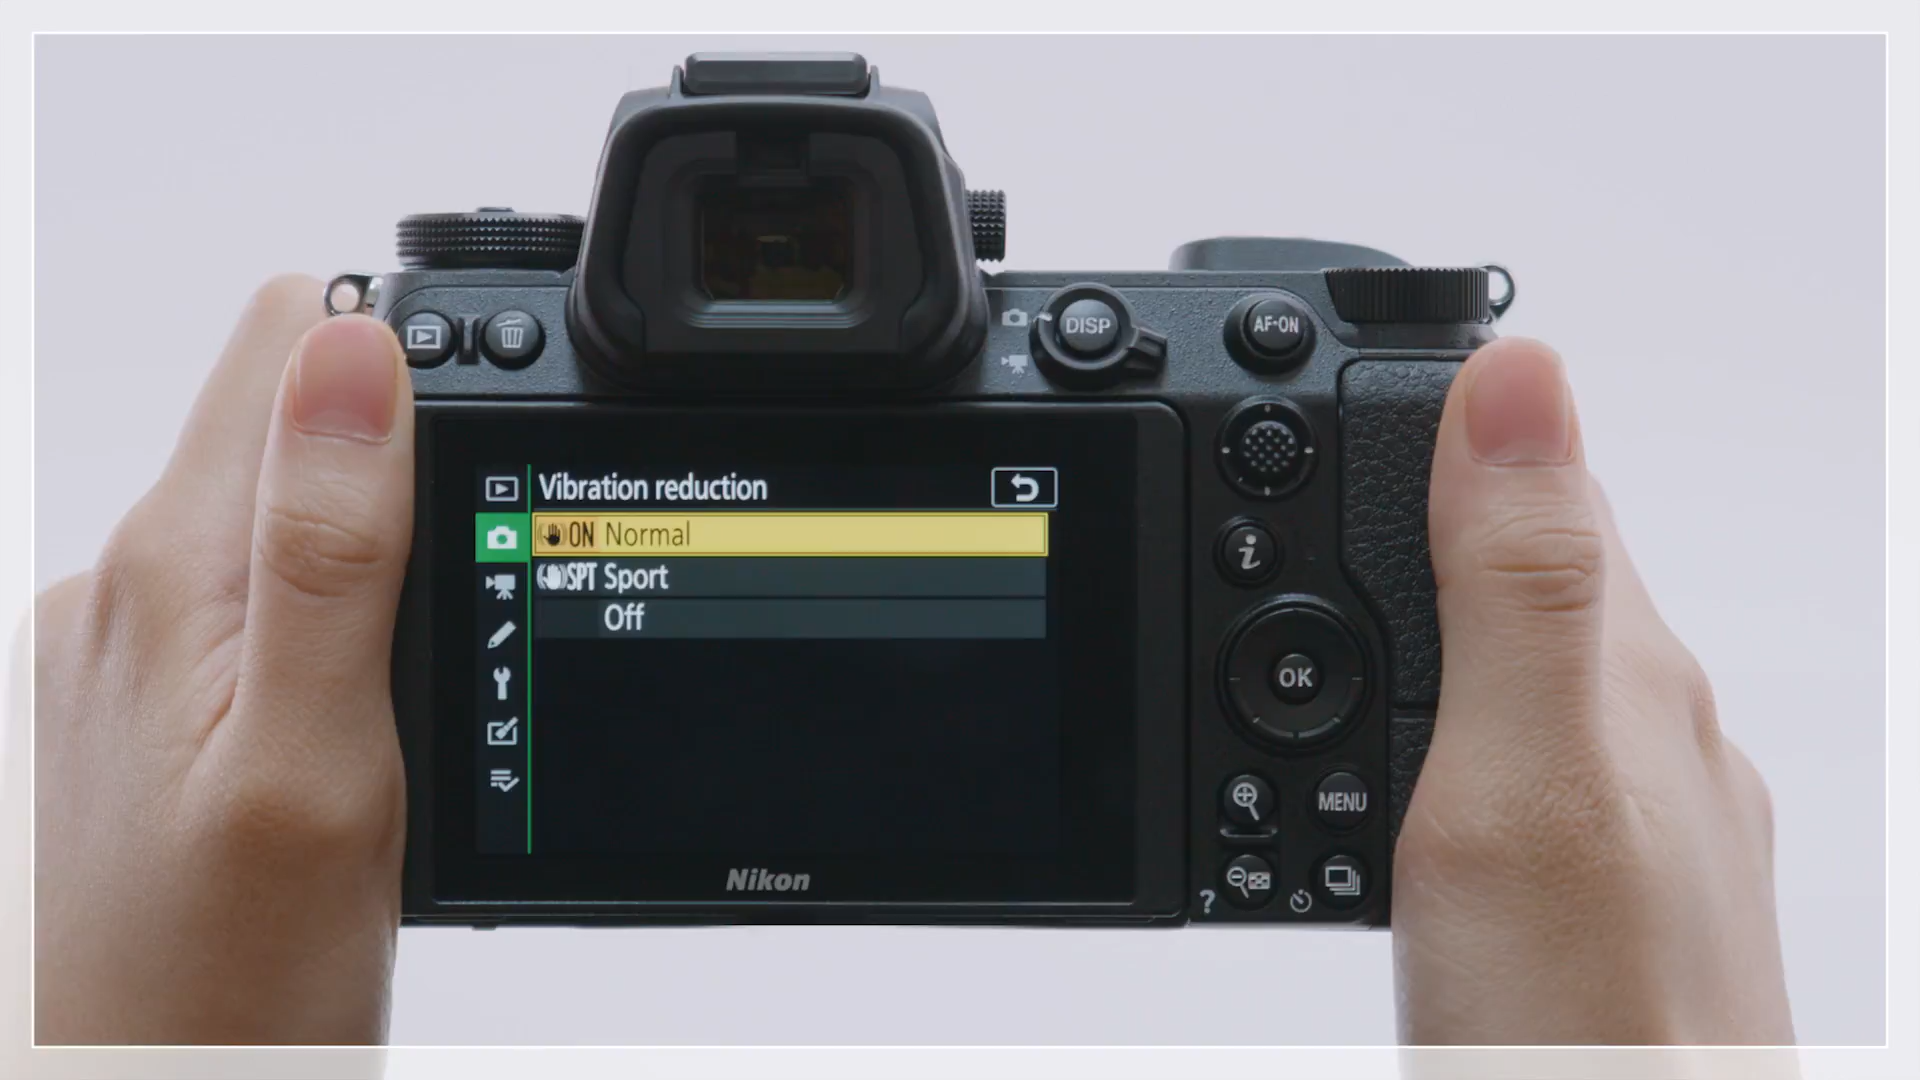 DISP
AF-ON
Vibration reduction
ON Normal
SPT Sport
Off
i
OK
MENU
Nikon
?